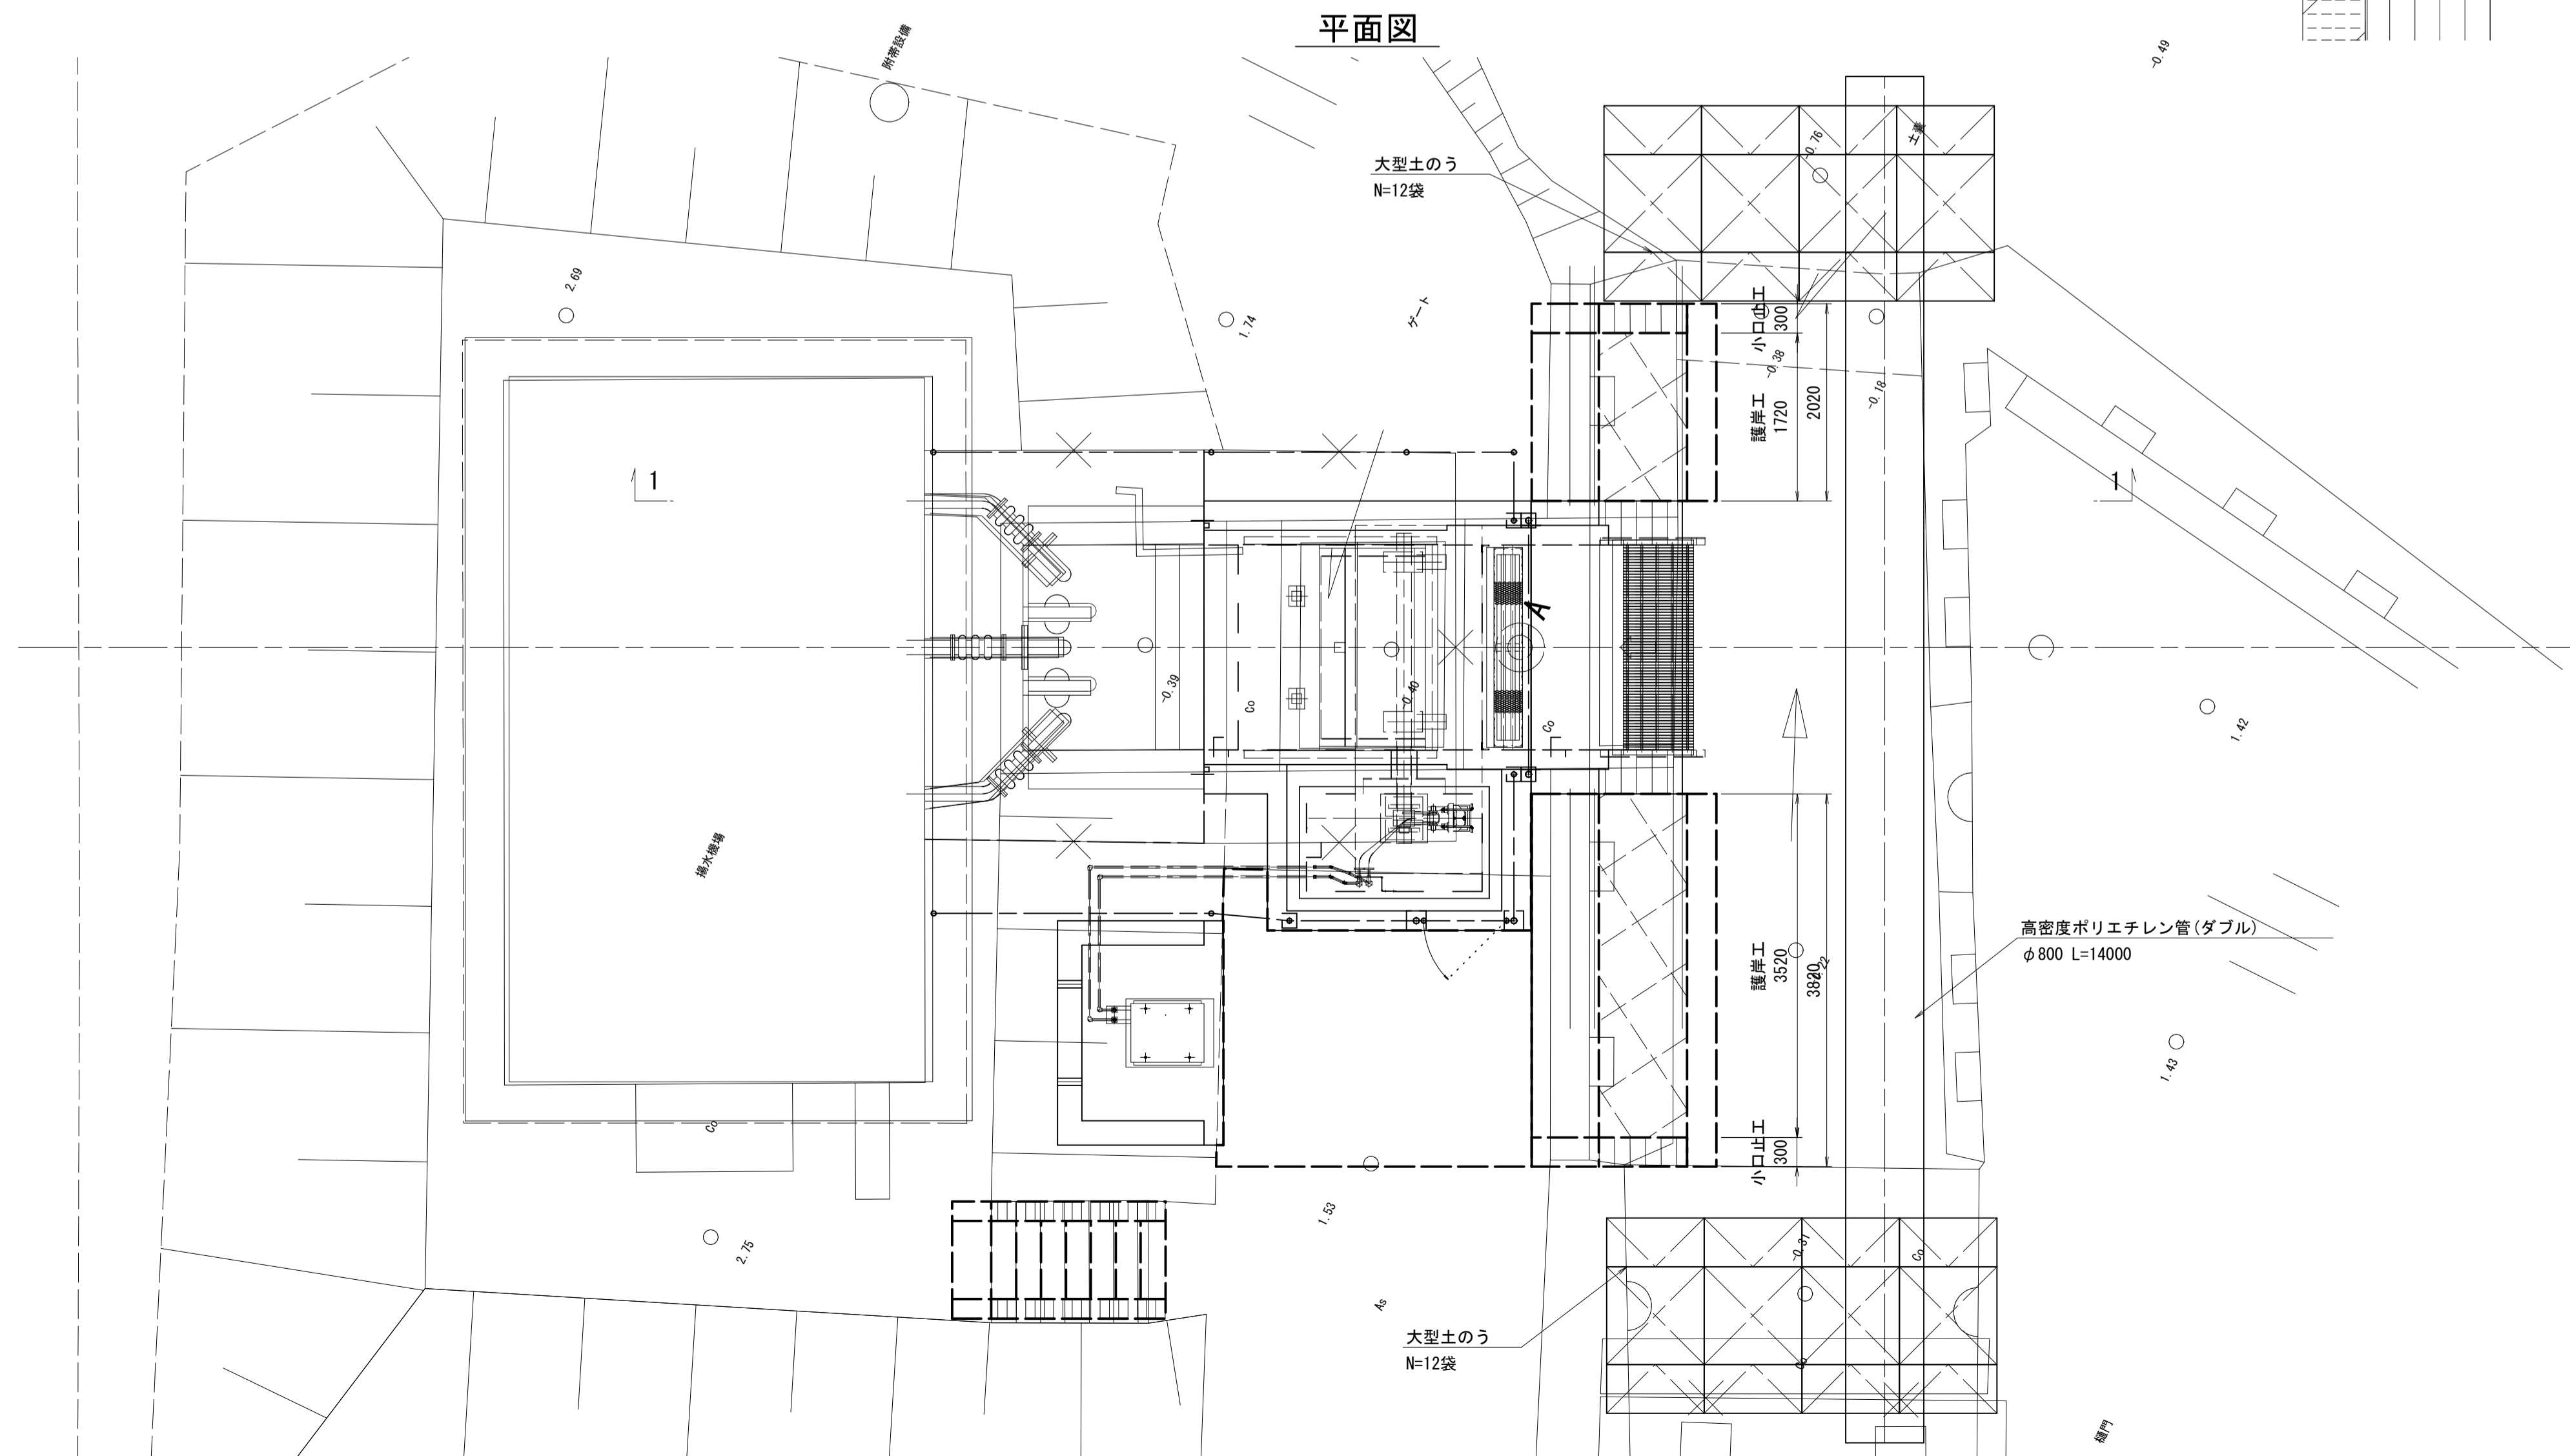 平面図
附帯設備
-0.49
大型土のう
N=12袋
-0.76
土嚢
2.69
1.74
ゲート
小口止工
300
-0.38
護岸工
1720
2020
-0.18
1
1
A
-0.39
Co
-0.40
Co
1.42
揚水機場
高密度ポリエチレン管(ダブル)
φ800 L=14000
護岸工
3520
3820
1.43
Co
小口止工
300
1.53
2.75
-0.31
Co
As
大型土のう
N=12袋
Co
樋門